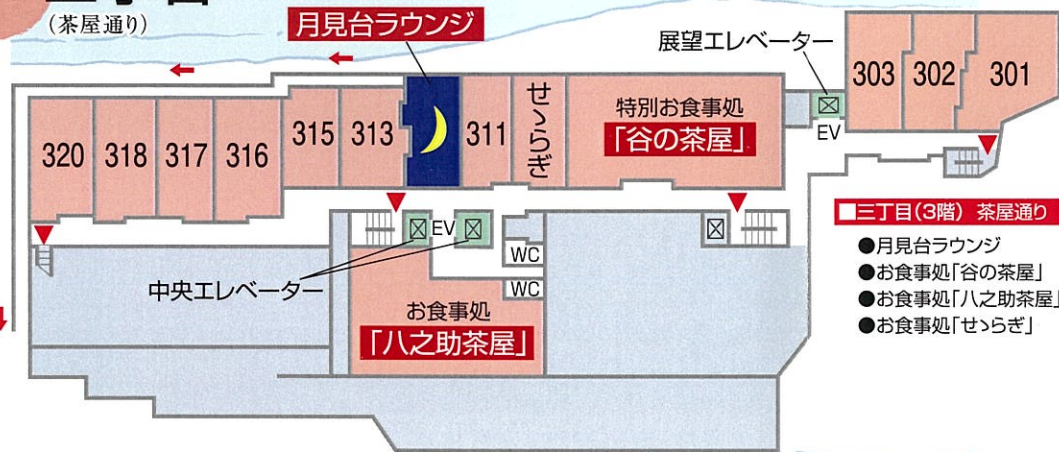 (茶屋通り)
月見台ラウンジ
展望エレベーター
303
302
301
320
318
317
316
315
313
311
せゝらぎ
特別お食事処
「谷の茶屋」
EV
EV
WC
WC
中央エレベーター
お食事処
「八之助茶屋」
三丁目(3階) 茶屋通り
●月見台ラウンジ
●お食事処「谷の茶屋」
●お食事処「八之助茶屋」
●お食事処「せゝらぎ」